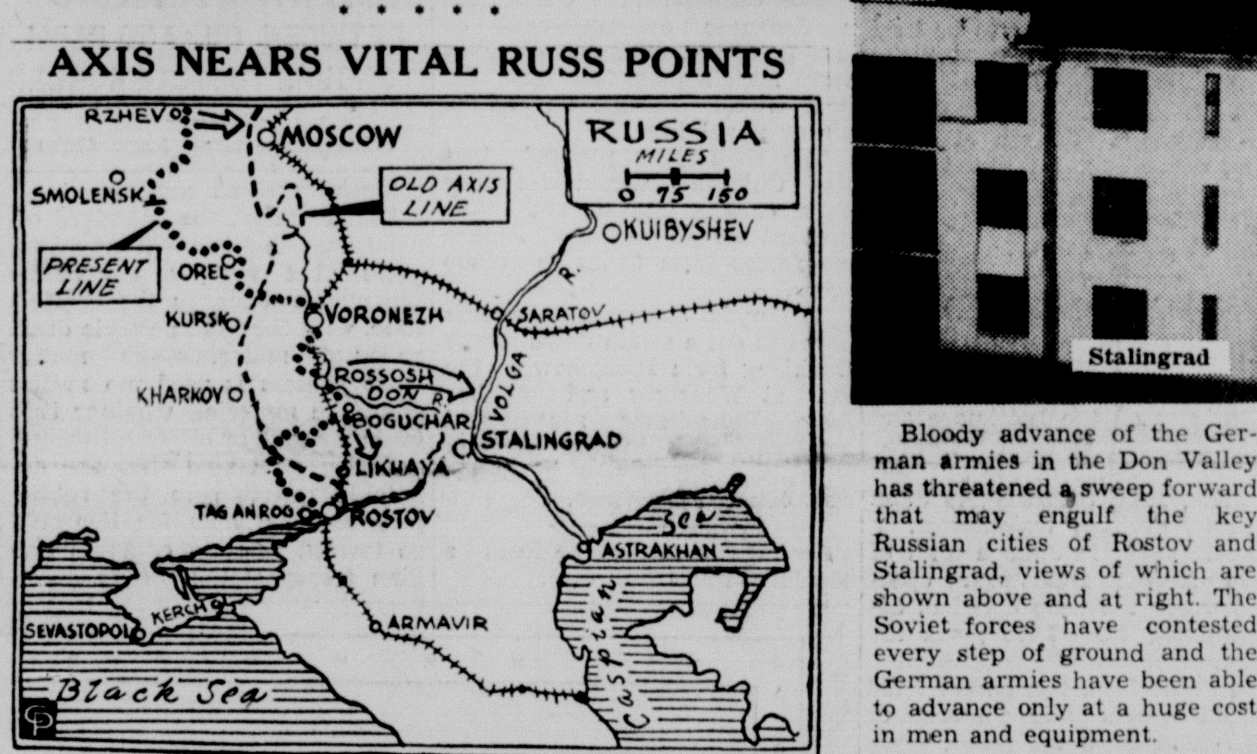 * * * * *
AXIS NEARS VITAL RUSS POINTS
RZHEV
MOSCOW
RUSSIA
MILES
0 75 150
SMOLENSK
OLD AXIS
LINE
KUIBYSHEV
PRESENT
LINE
OREL
R.
KURSK
VORONEZH
SARATOV
VOLGA
ROSSOSH
DON R.
KHARKOV
BOGUCHAR
STALINGRAD
LIKHAYA
TAGANROG
ROSTOV
ASTRAKHAN
Caspian Sea
KERCH
SEVASTOPOL
ARMAVIR
Black Sea
CP
Stalingrad
Bloody advance of the Ger-
man armies in the Don Valley
has threatened a sweep forward
that may engulf the key
Russian cities of Rostov and
Stalingrad, views of which are
shown above and at right. The
Soviet forces have contested
every step of ground and the
German armies have been able
to advance only at a huge cost
in men and equipment.